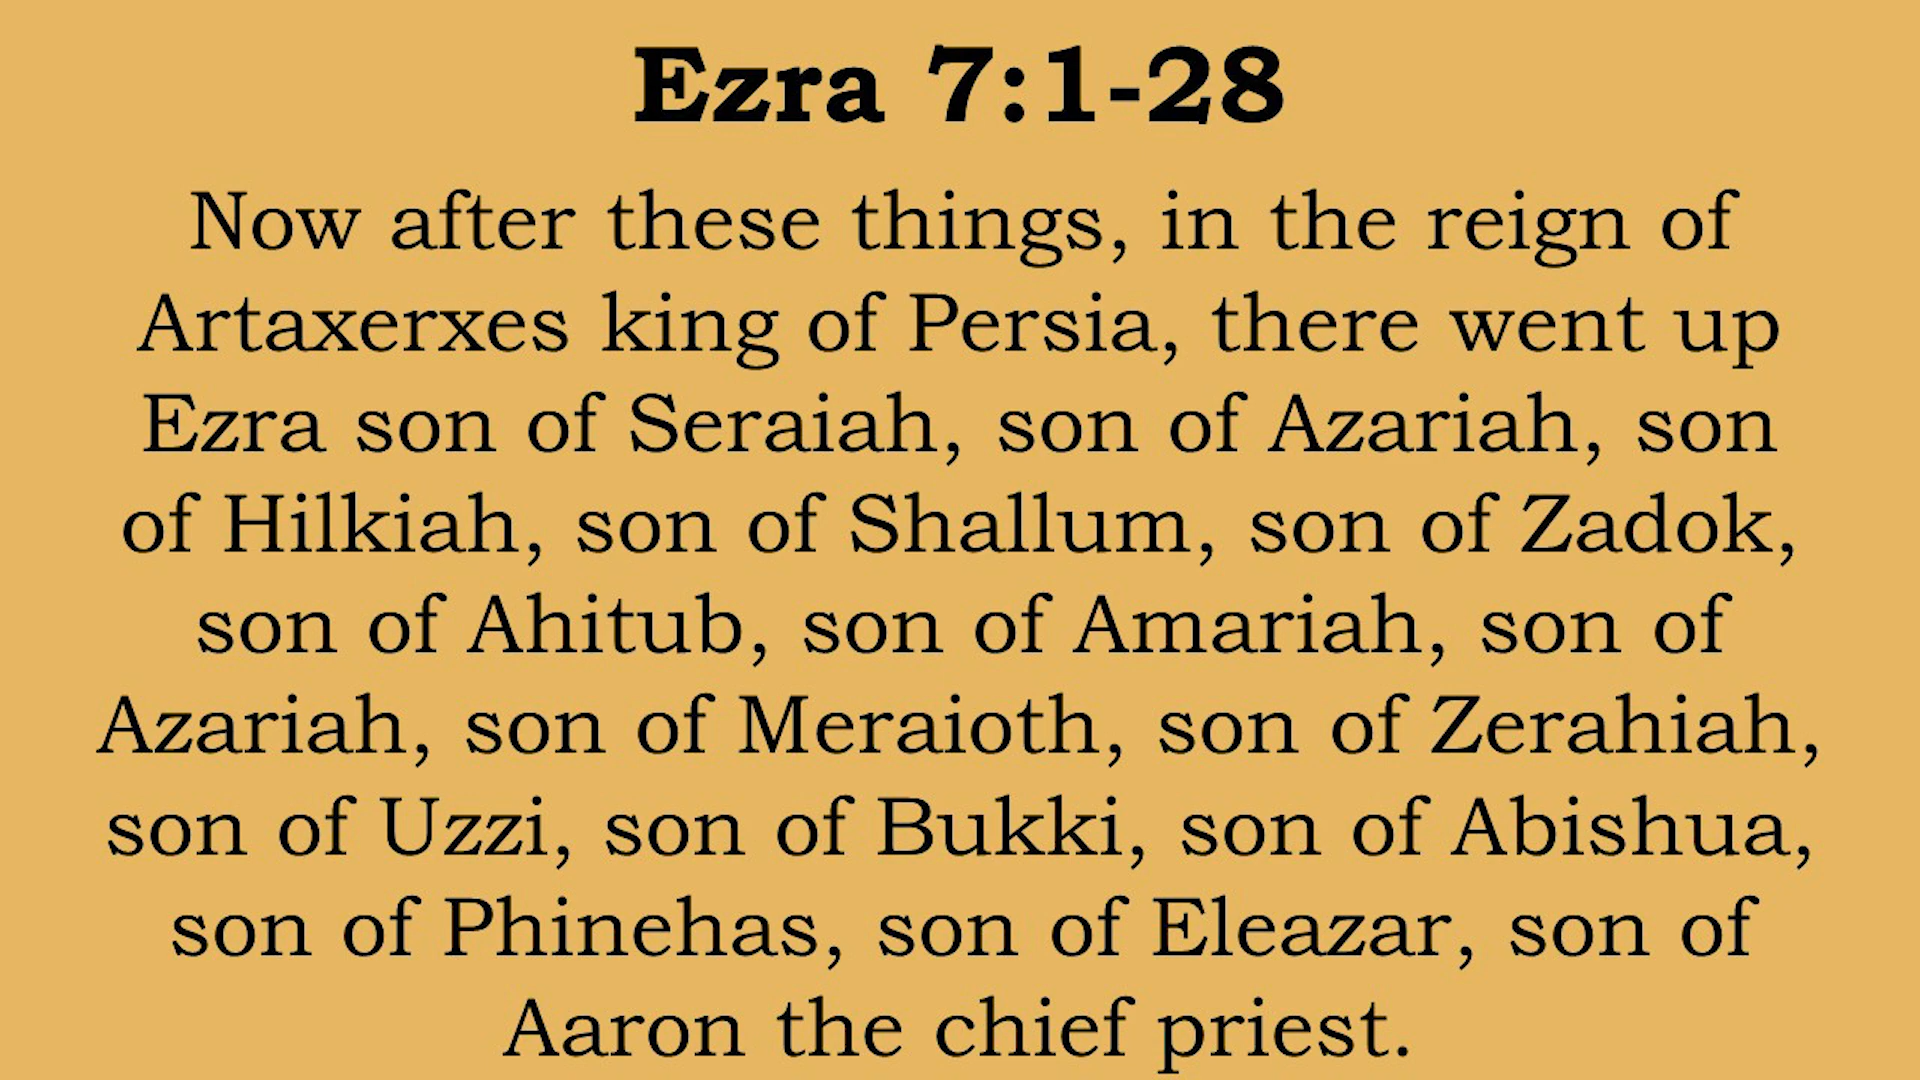 Ezra 7:1-28
Now after these things, in the reign of
Artaxerxes king of Persia, there went up
Ezra son of Seraiah, son of Azariah, son
of Hilkiah, son of Shallum, son of Zadok,
son of Ahitub, son of Amariah, son of
Azariah, son of Meraioth, son of Zerahiah,
son of Uzzi, son of Bukki, son of Abishua,
son of Phinehas, son of Eleazar, son of
Aaron the chief priest.